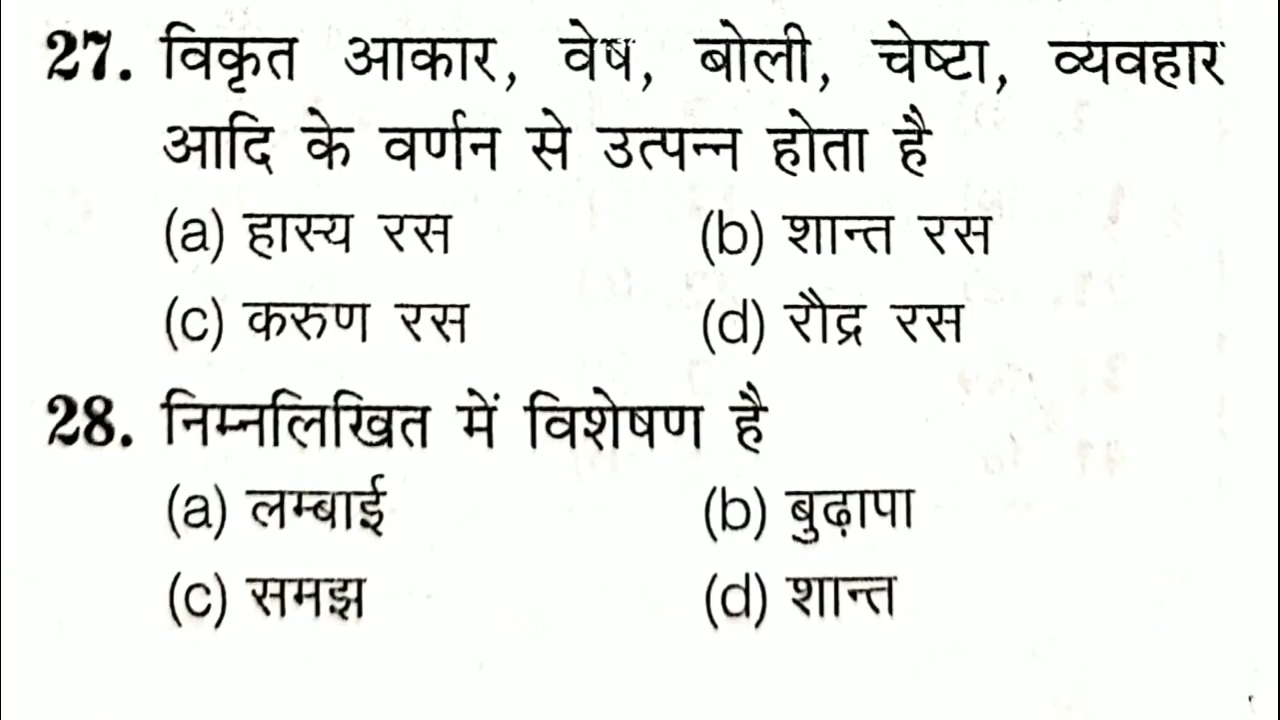 27. विकृत आकार, वेष, बोली, चेष्टा, व्यवहार
आदि के वर्णन से उत्पन्न होता है
(a) हास्य रस (b) शान्त रस
(c) करुण रस (d) रौद्र रस
28. निम्नलिखित में विशेषण है
(a) लम्बाई (b) बुढ़ापा
(c) समझ (d) शान्त